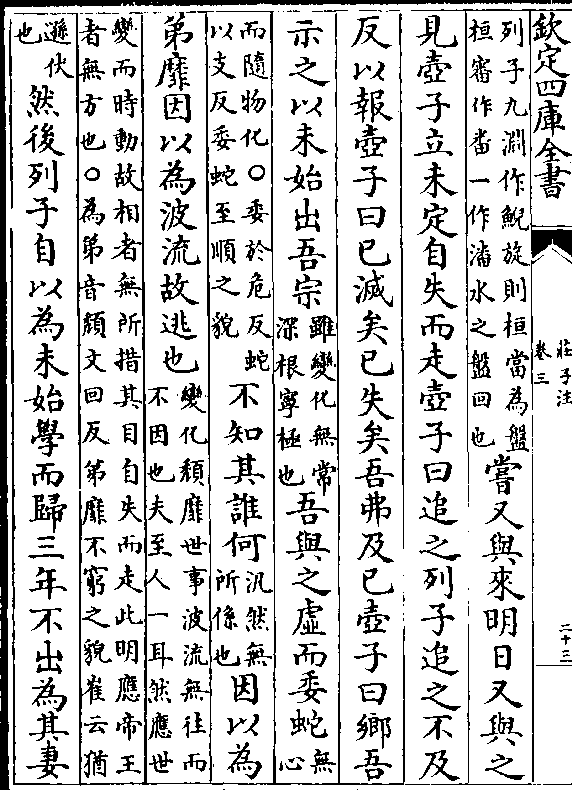 欽定四庫全書
莊子注
卷三
二十三
列子九淵作鯢旋則桓當為盤
桓審作畨一作潘水之盤回也
嘗又與來明日又與之
見壺子立未定自失而走壺子曰追之列子追之不及
反以報壺子曰已滅矣已失矣吾弗及已壺子曰鄉吾
示之以未始出吾宗
雖變化無常
深根寧極也
吾與之虛而委蛇
無
心
而隨物化○委於危反蛇
以支反委蛇至順之貌
不知其誰何
汎然無
所係也
因以為
弟靡因以為波流故逃也
變化頽靡世事波流無往而
不因也夫至人一耳然應世
變而時動故相者無所措其目自失而走此明應帝王
者無方也○為弟音頽文回反弟靡不窮之貌崔云猶
遜伏
也
然後列子自以為未始學而歸三年不出為其妻